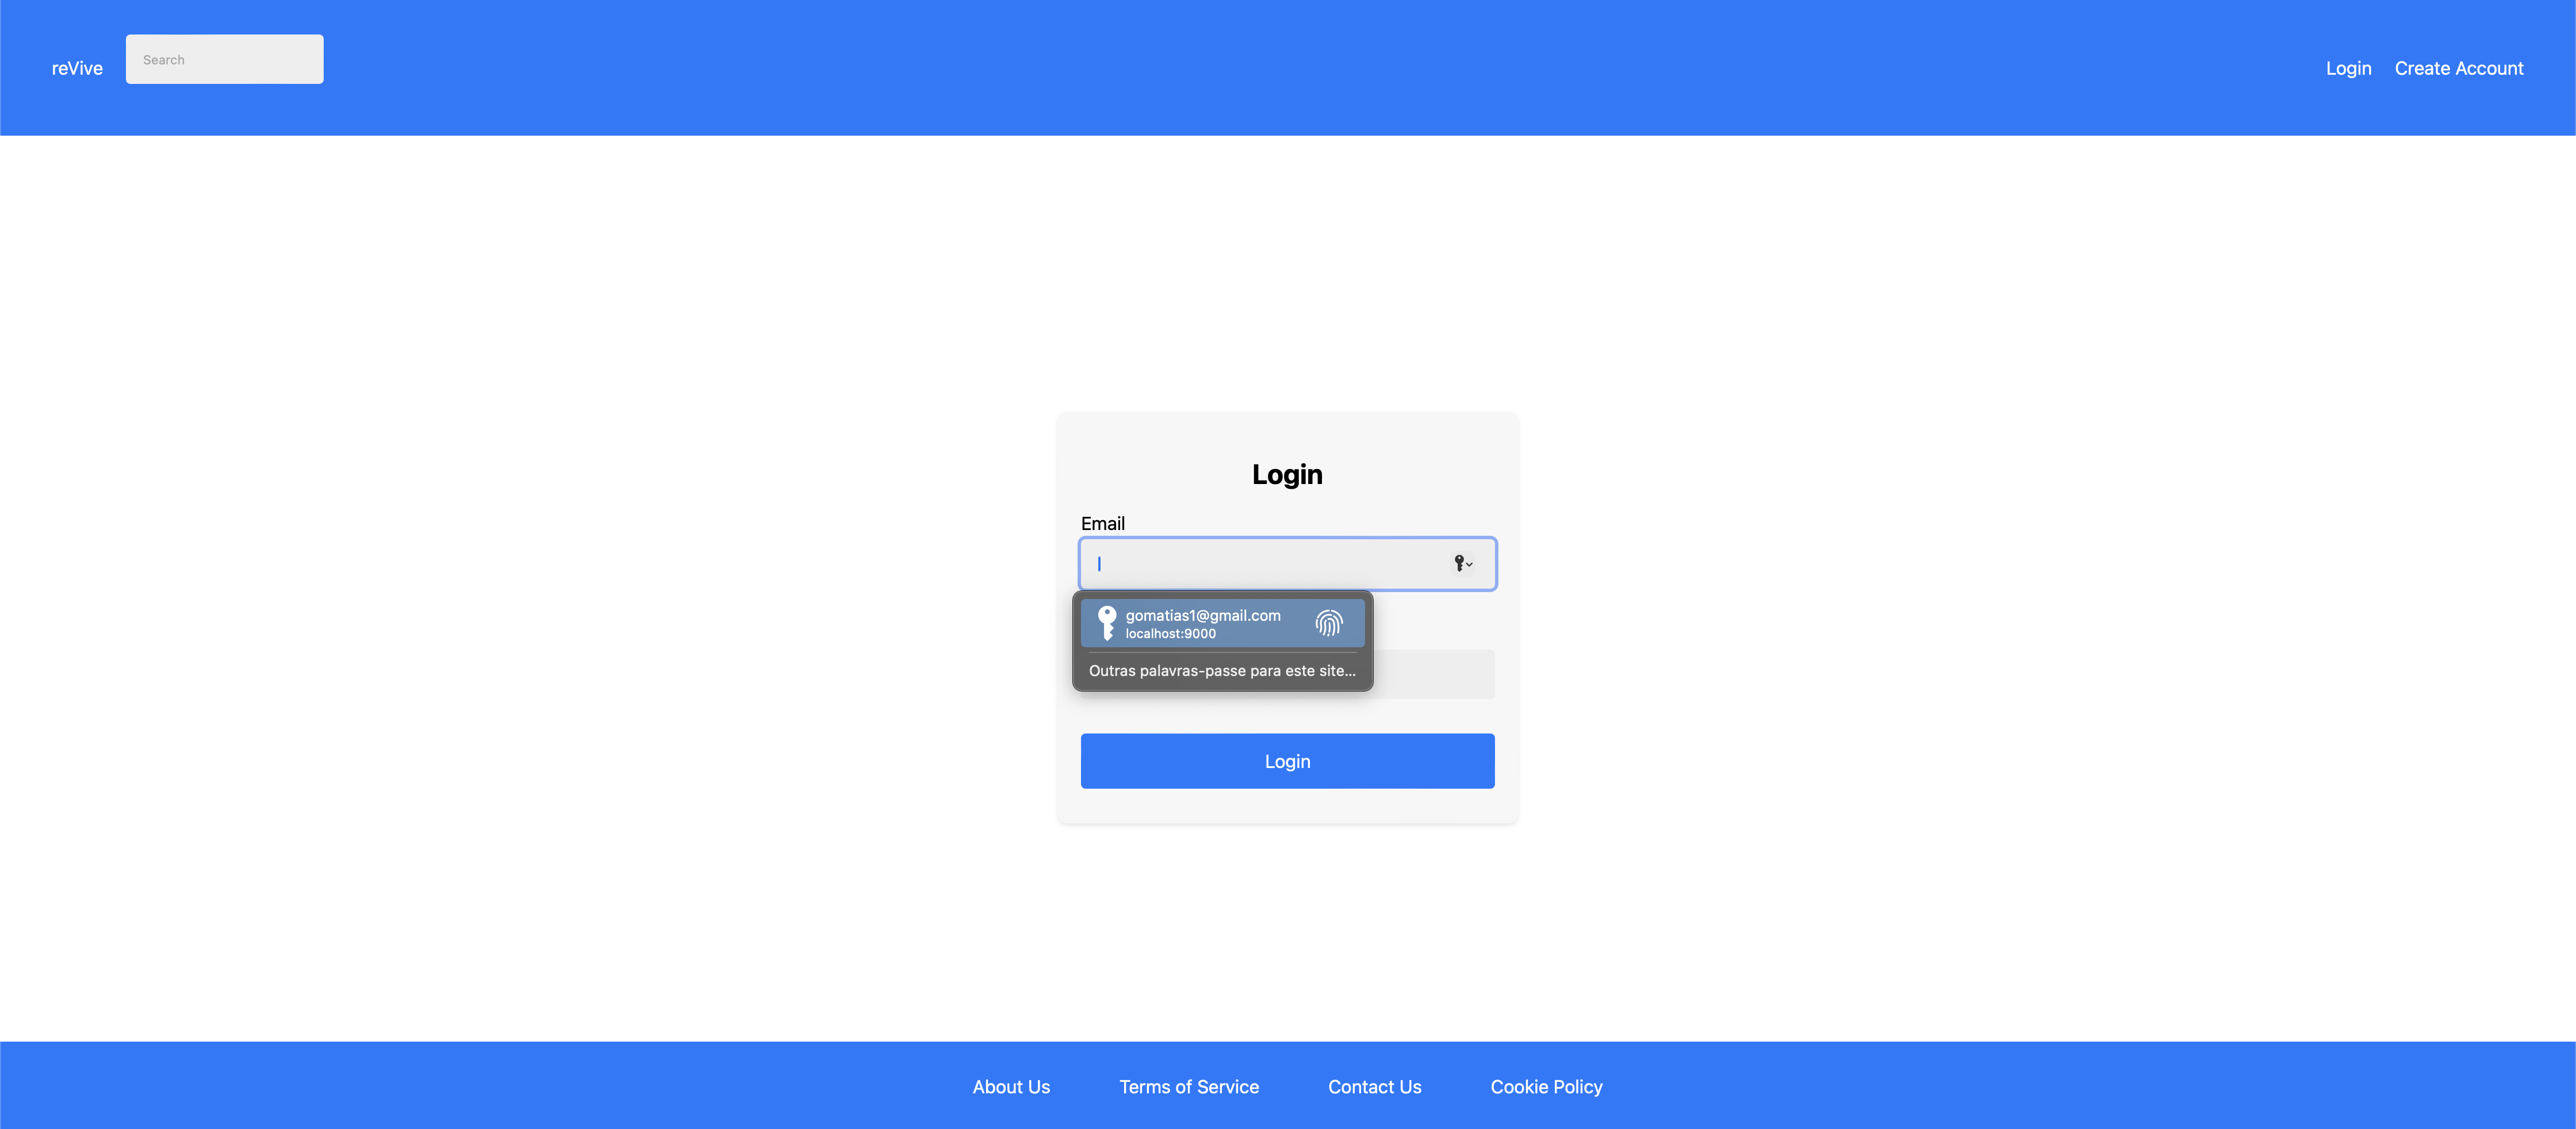 reVive
Search
Login
Create Account
Login
Email
gomatias1@gmail.com
localhost:9000
Outras palavras-passe para este site...
Login
About Us
Terms of Service
Contact Us
Cookie Policy